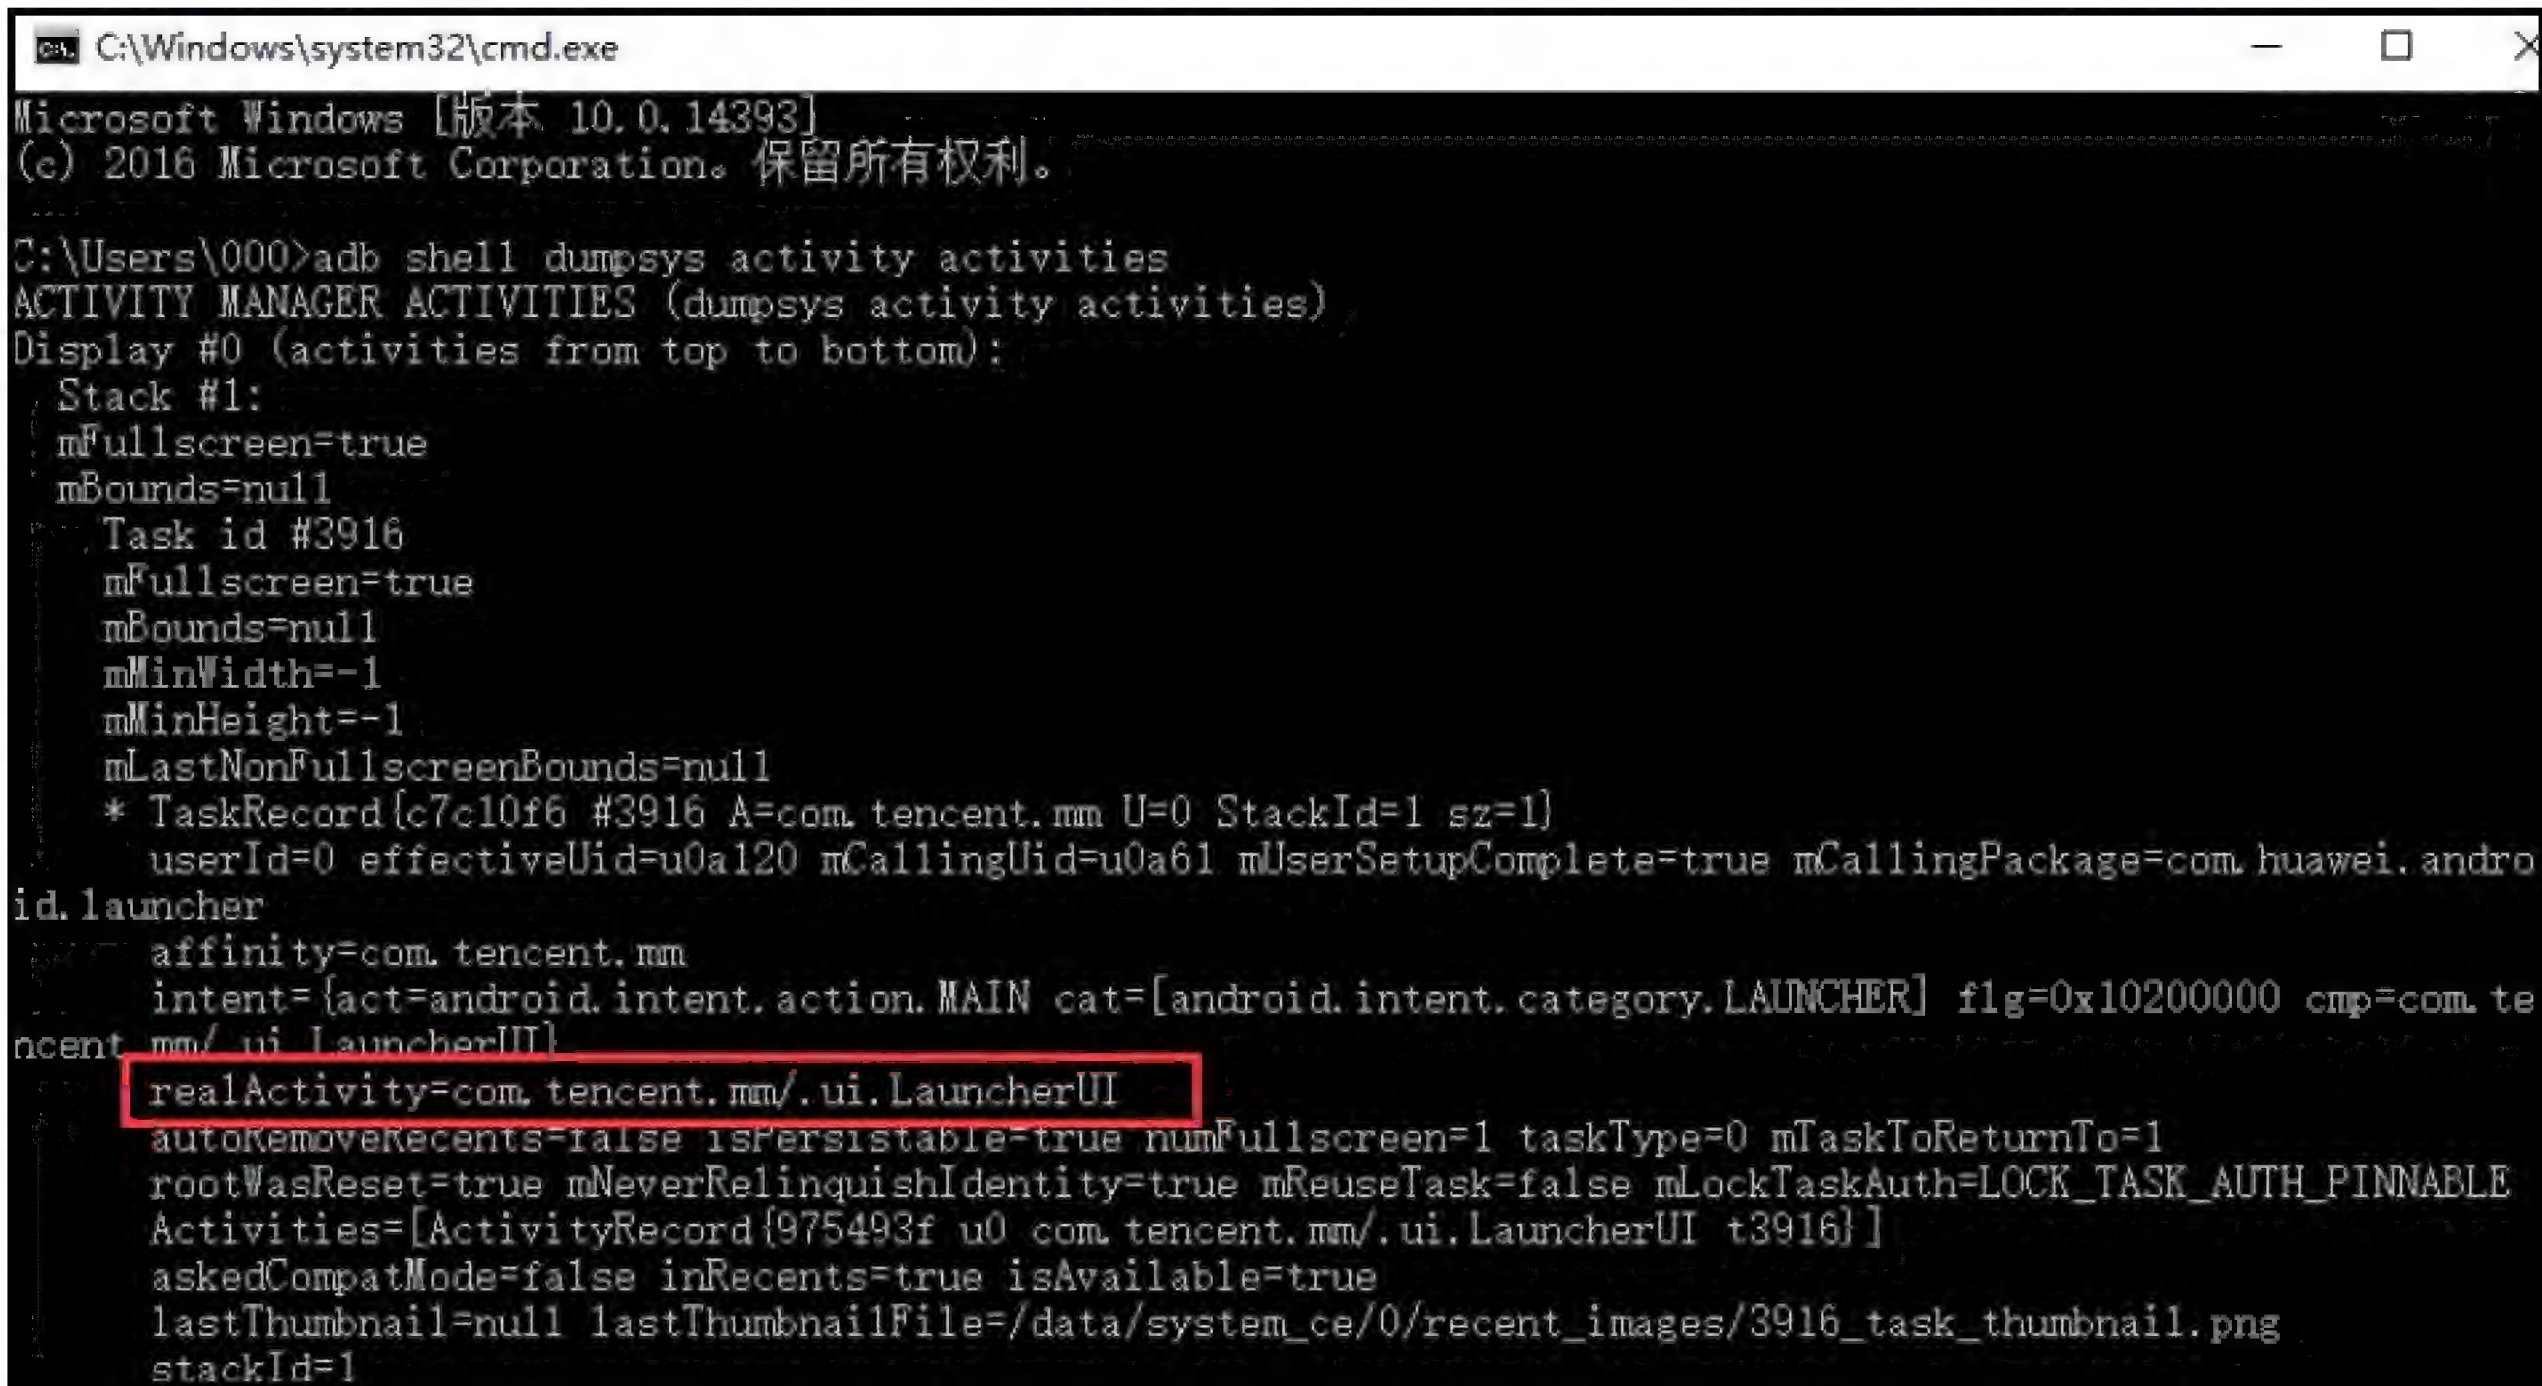 C:\Windows\system32\cmd.exe
Microsoft Windows [版本 10.0.14393]
(c) 2016 Microsoft Corporation。保留所有权利。
C:\Users\000>adb shell dumpsys activity activities
ACTIVITY MANAGER ACTIVITIES (dumpsys activity activities)
Display #0 (activities from top to bottom):
Stack #1:
mFullscreen=true
mBounds=null
Task id #3916
mFullscreen=true
mBounds=null
mMinWidth=-1
mMinHeight=-1
mLastNonFullscreenBounds=null
* TaskRecord{c7c10f6 #3916 A=com.tencent.mm U=0 StackId=1 sz=1}
userId=0 effectiveUid=u0a120 mCallingUid=u0a61 mUserSetupComplete=true mCallingPackage=com.huawei.andro
id.launcher
affinity=com.tencent.mm
intent={act=android.intent.action.MAIN cat=[android.intent.category.LAUNCHER] flg=0x10200000 cmp=com.te
ncent.mm/.ui.LauncherUI}
realActivity=com.tencent.mm/.ui.LauncherUI
autoRemoveRecents=false isPersistable=true numFullscreen=1 taskType=0 mTaskToReturnTo=1
rootWasReset=true mNeverRelinquishIdentity=true mReuseTask=false mLockTaskAuth=LOCK_TASK_AUTH_PINNABLE
Activities=[ActivityRecord{975493f u0 com.tencent.mm/.ui.LauncherUI t3916}]
askedCompatMode=false inRecents=true isAvailable=true
lastThumbnail=null lastThumbnailFile=/data/system_ce/0/recent_images/3916_task_thumbnail.png
stackId=1